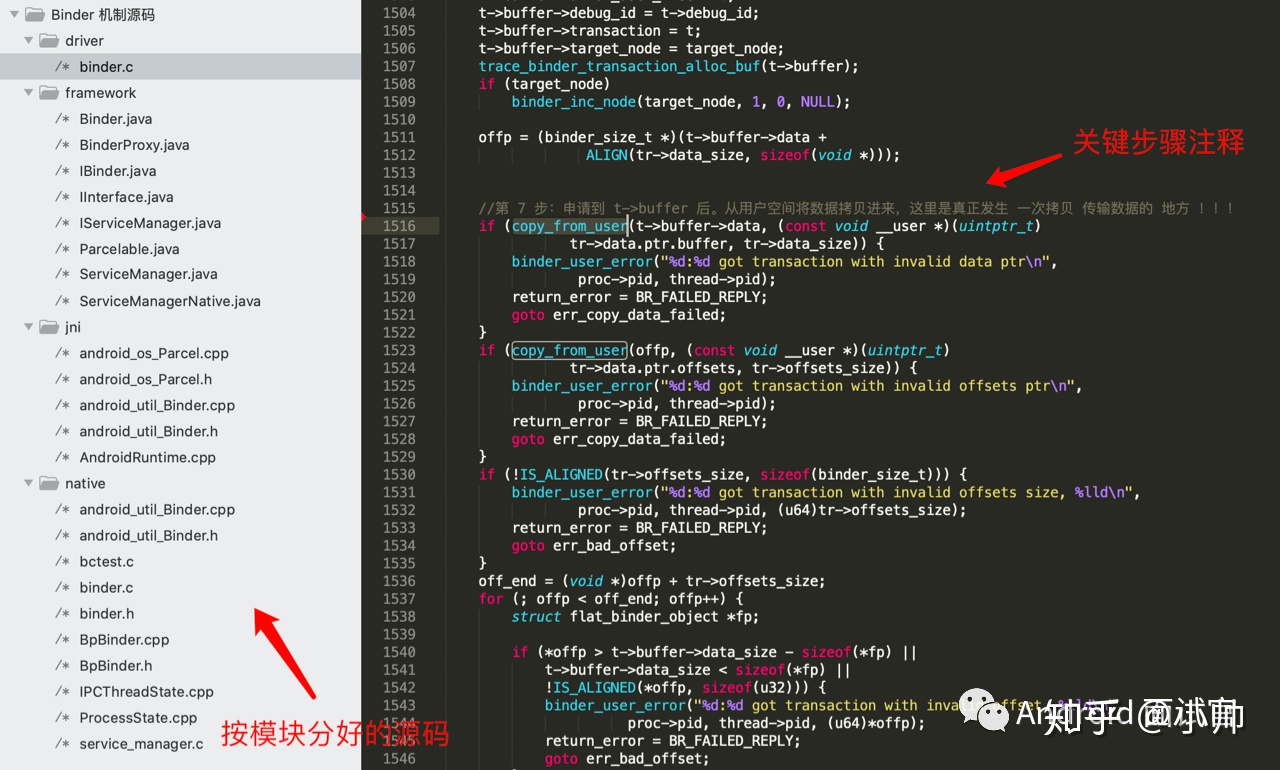 Binder 机制源码
driver
/* binder.c
framework
/* Binder.java
/* BinderProxy.java
/* IBinder.java
/* IInterface.java
/* IServiceManager.java
/* Parcelable.java
/* ServiceManager.java
/* ServiceManagerNative.java
jni
/* android_os_Parcel.cpp
/* android_os_Parcel.h
/* android_util_Binder.cpp
/* android_util_Binder.h
/* AndroidRuntime.cpp
native
/* android_util_Binder.cpp
/* android_util_Binder.h
/* bctest.c
/* binder.c
/* binder.h
/* BpBinder.cpp
/* BpBinder.h
/* IPCThreadState.cpp
/* ProcessState.cpp
/* service_manager.c
按模块分好的源码
1504 t->buffer->debug_id = t->debug_id;
1505 t->buffer->transaction = t;
1506 t->buffer->target_node = target_node;
1507 trace_binder_transaction_alloc_buf(t->buffer);
1508 if (target_node)
1509 binder_inc_node(target_node, 1, 0, NULL);
1510
1511 offp = (binder_size_t *)(t->buffer->data +
1512 ALIGN(tr->data_size, sizeof(void *)));
关键步骤注释
1513
1514
1515 //第 7 步：申请到 t->buffer 后。从用户空间将数据拷贝进来，这里是真正发生 一次拷贝 传输数据的 地方 ！！！
1516 if (copy_from_user(t->buffer->data, (const void __user *)(uintptr_t)
1517 tr->data.ptr.buffer, tr->data_size)) {
1518 binder_user_error("%d:%d got transaction with invalid data ptr\n",
1519 proc->pid, thread->pid);
1520 return_error = BR_FAILED_REPLY;
1521 goto err_copy_data_failed;
1522 }
1523 if (copy_from_user(offp, (const void __user *)(uintptr_t)
1524 tr->data.ptr.offsets, tr->offsets_size)) {
1525 binder_user_error("%d:%d got transaction with invalid offsets ptr\n",
1526 proc->pid, thread->pid);
1527 return_error = BR_FAILED_REPLY;
1528 goto err_copy_data_failed;
1529 }
1530 if (!IS_ALIGNED(tr->offsets_size, sizeof(binder_size_t))) {
1531 binder_user_error("%d:%d got transaction with invalid offsets size, %lld\n",
1532 proc->pid, thread->pid, (u64)tr->offsets_size);
1533 return_error = BR_FAILED_REPLY;
1534 goto err_bad_offset;
1535 }
1536 off_end = (void *)offp + tr->offsets_size;
1537 for (; offp < off_end; offp++) {
1538 struct flat_binder_object *fp;
1539
1540 if (*offp > t->buffer->data_size - sizeof(*fp) ||
1541 t->buffer->data_size < sizeof(*fp) ||
1542 !IS_ALIGNED(*offp, sizeof(u32))) {
1543 binder_user_error("%d:%d got transaction with
1544 proc->pid, thread->pid, (u64)*offp);
1545 return_error = BR_FAILED_REPLY;
1546 goto err_bad_offset;
知乎 @小帅